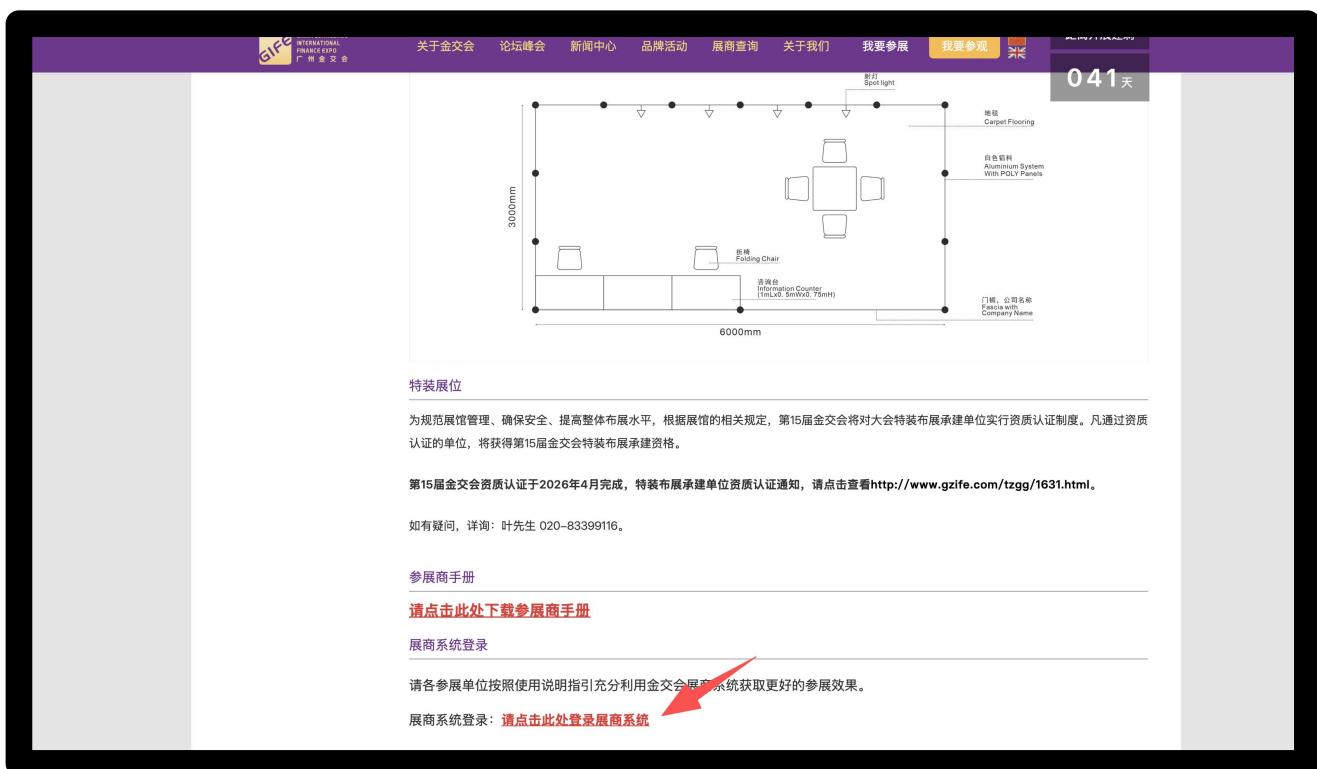 GIFE
INTERNATIONAL
FINANCE EXPO
广州金交会
关于金交会 论坛峰会 新闻中心 品牌活动 展商查询 关于我们 我要参展 我要参观
041天
射灯
Spot light
地毯
Carpet Flooring
白色铝料
Aluminium System
With POLY Panels
3000mm
折椅
Folding Chair
咨询台
Information Counter
(1mLx0. 5mWx0. 75mH)
门楣，公司名称
Fascia with
Company Name
6000mm
特装展位
为规范展馆管理、确保安全、提高整体布展水平，根据展馆的相关规定，第15届金交会将对大会特装布展承建单位实行资质认证制度。凡通过资质
认证的单位，将获得第15届金交会特装布展承建资格。
第15届金交会资质认证于2026年4月完成，特装布展承建单位资质认证通知，请点击查看http://www.gzife.com/tzgg/1631.html。
如有疑问，详询：叶先生 020-83399116。
参展商手册
请点击此处下载参展商手册
展商系统登录
请各参展单位按照使用说明指引充分利用金交会展商系统获取更好的参展效果。
展商系统登录：请点击此处登录展商系统